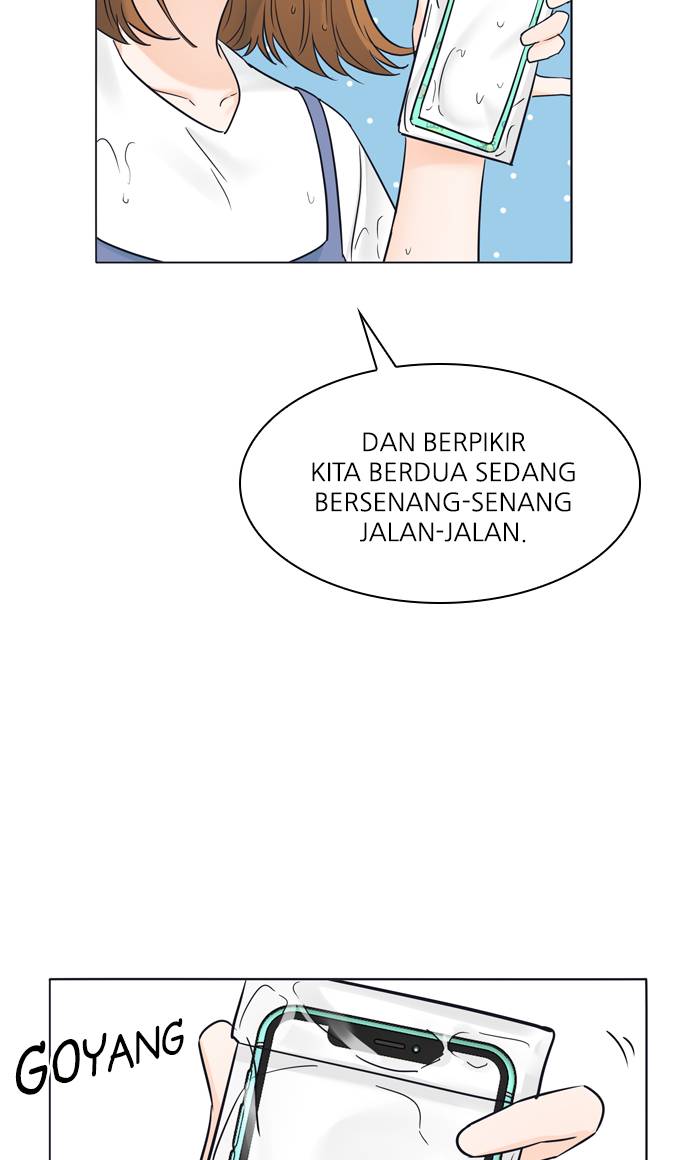 DAN BERPIKIR
KITA BERDUA SEDANG
BERSENANG-SENANG
JALAN-JALAN.
GOYANG